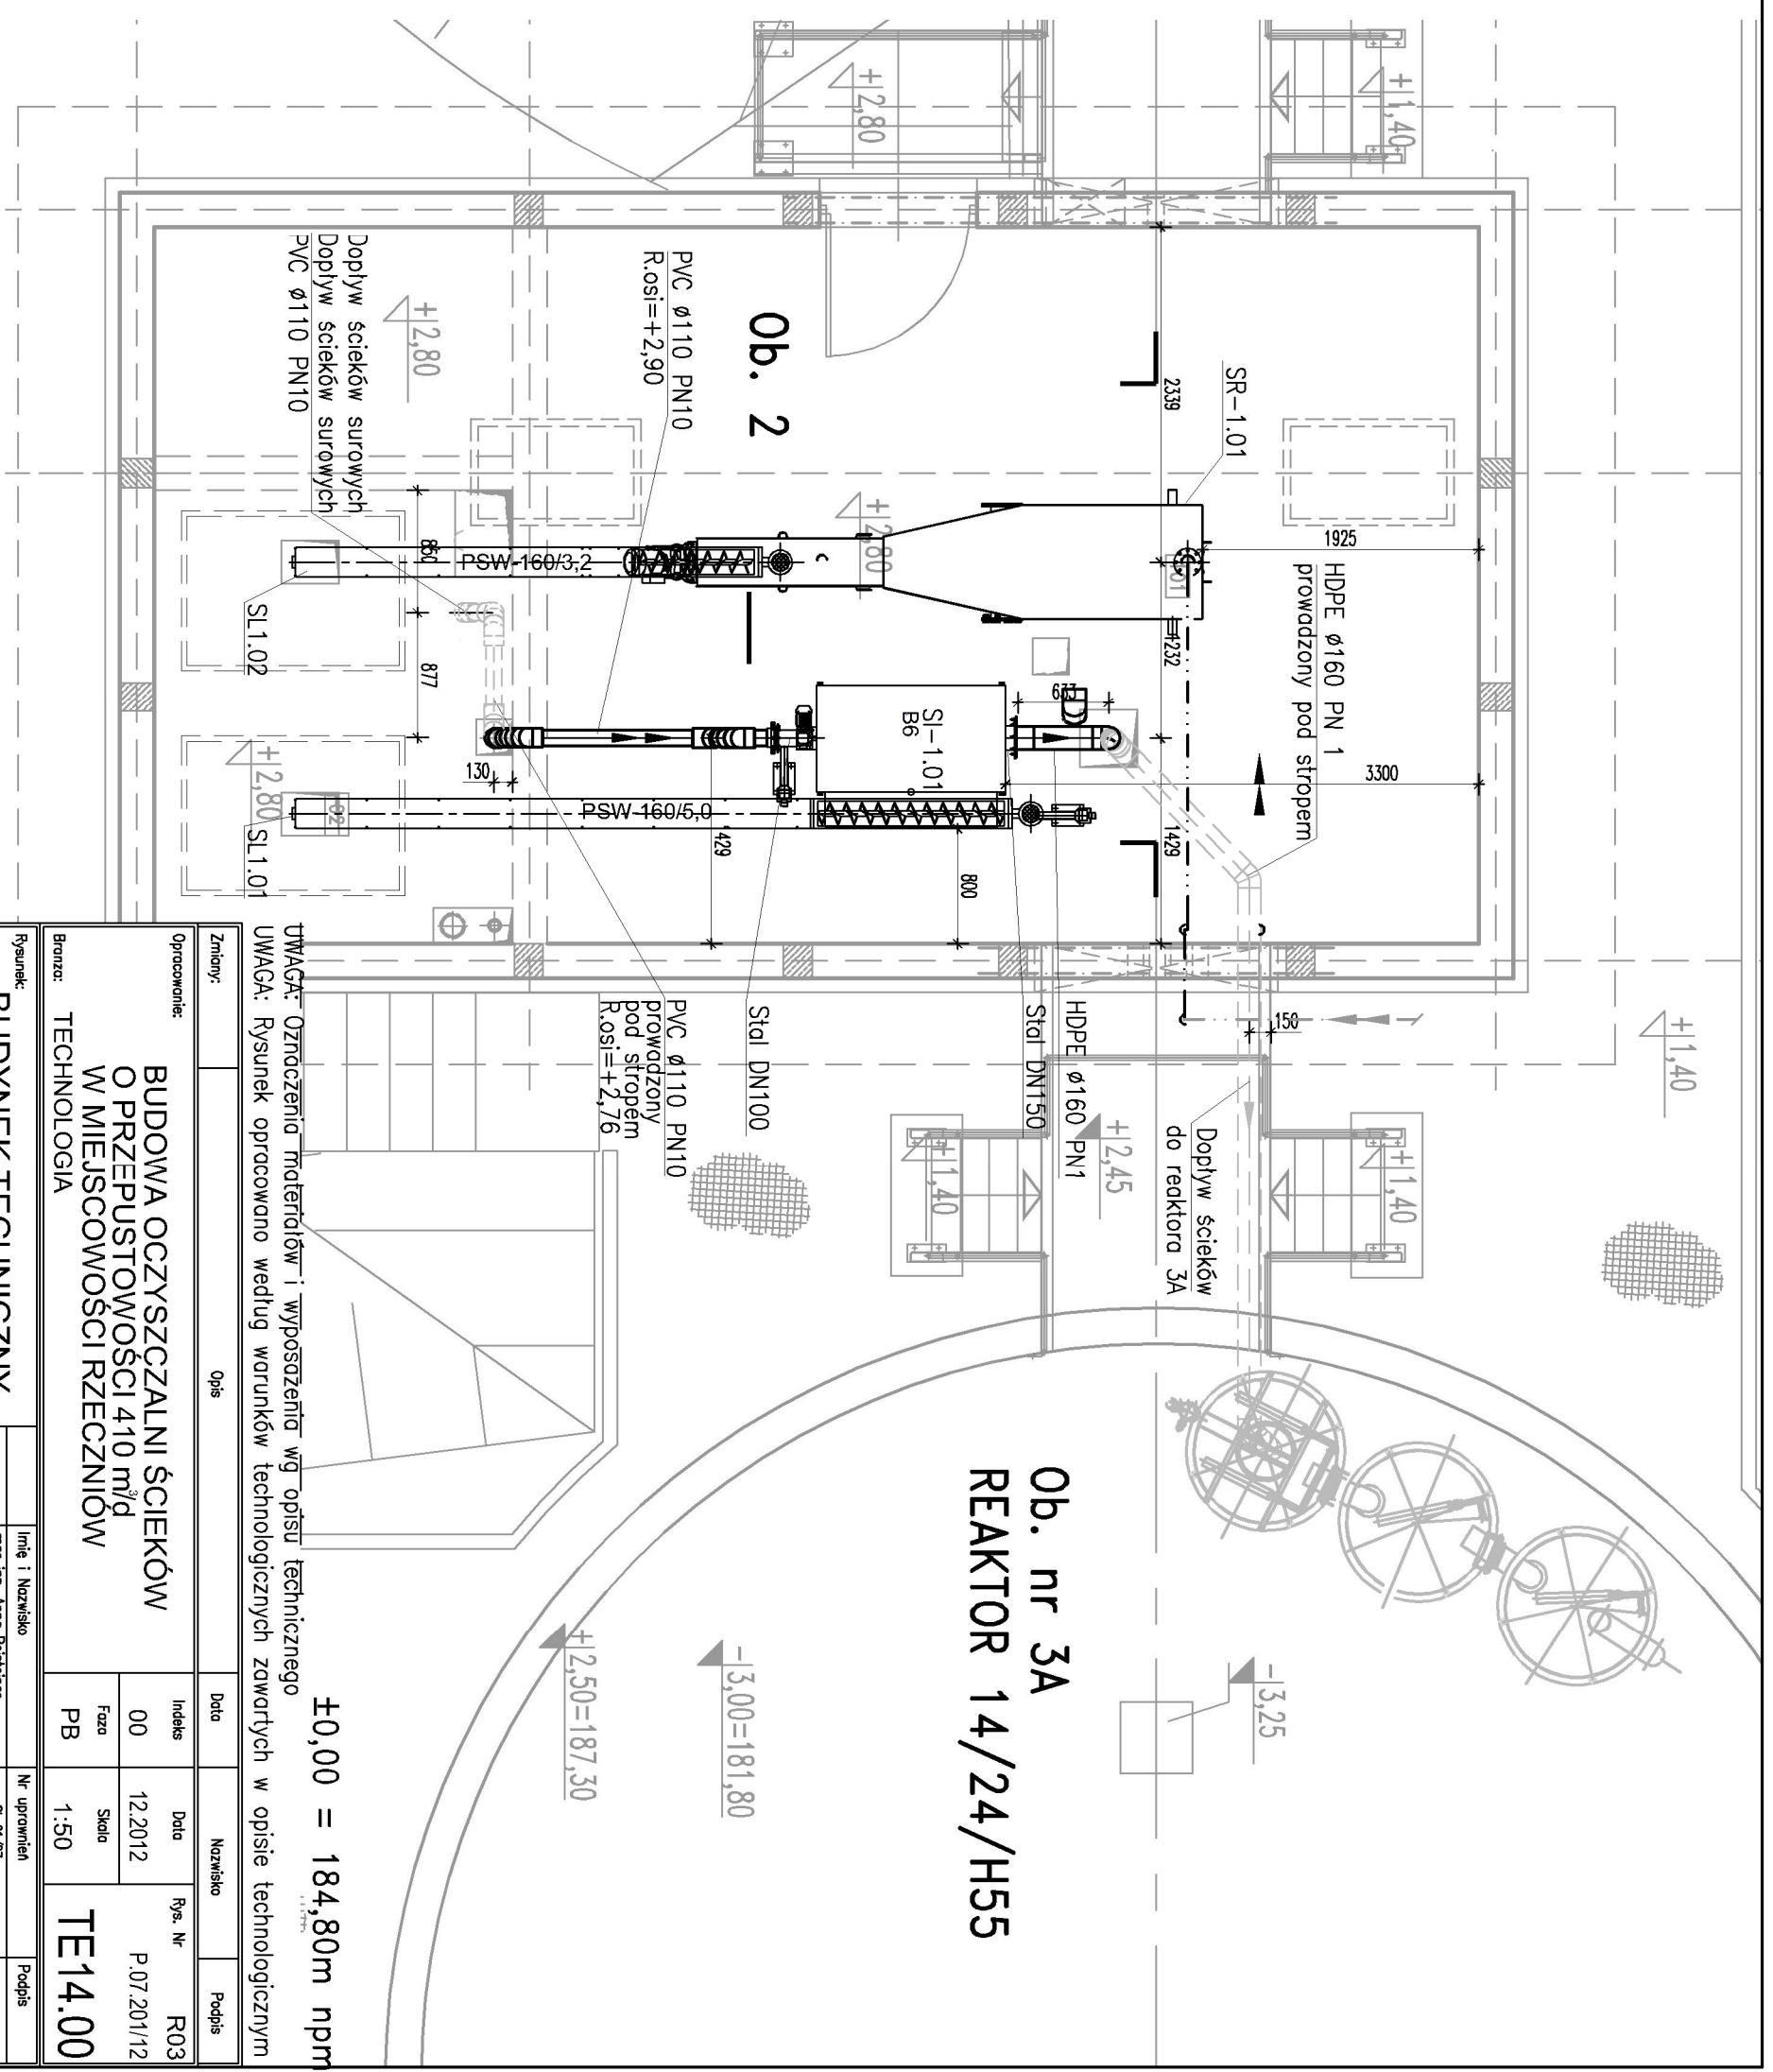 +1,40
+2,80
SR-1.01
2339
1925
HDPE ø160 PN 1
prowadzony pod stropem
Ob. 2
PVC ø110 PN10
R.osi=+2,90
+2,80
Dopływ ścieków surowych
Dopływ ścieków surowych
PVC ø110 PN10
+2,80
01
PSW-160/3,2
860
SL1.02
877
1232
633
SI-1.01
B6
3300
1429
130
PSW-160/5,0
02
+2,80
SL1.01
429
800
+1,40
150
Dopływ ścieków
do reaktora 3A
+1,40
+2,45
HDPE ø160 PN1
Stal DN150
+1,40
Stal DN100
PVC ø110 PN10
prowadzony
pod stropem
R.osi=+2,76
Ob. nr 3A
REAKTOR 14/24/H55
-3,25
-3,00=181,80
+2,50=187,30
±0,00 = 184,80m npm
UWAGA: Oznaczenia materiałów i wyposażenia wg opisu technicznego
UWAGA: Rysunek opracowano według warunków technologicznych zawartych w opisie technologicznym
Zmiany:
Opis
Data
Nazwisko
Podpis
Opracowanie:
BUDOWA OCZYSZCZALNI ŚCIEKÓW
O PRZEPUSTOWOŚCI 410 m³/d
W MIEJSCOWOŚCI RZECZNIÓW
Indeks
00
Data
12.2012
Rys. Nr
R03
P.07.201/12
Branża:
TECHNOLOGIA
Faza
PB
Skala
1:50
TE14.00
Rysunek:
BUDYNEK TECHNICZNY
Imię i Nazwisko
Nr uprawnień
Podpis